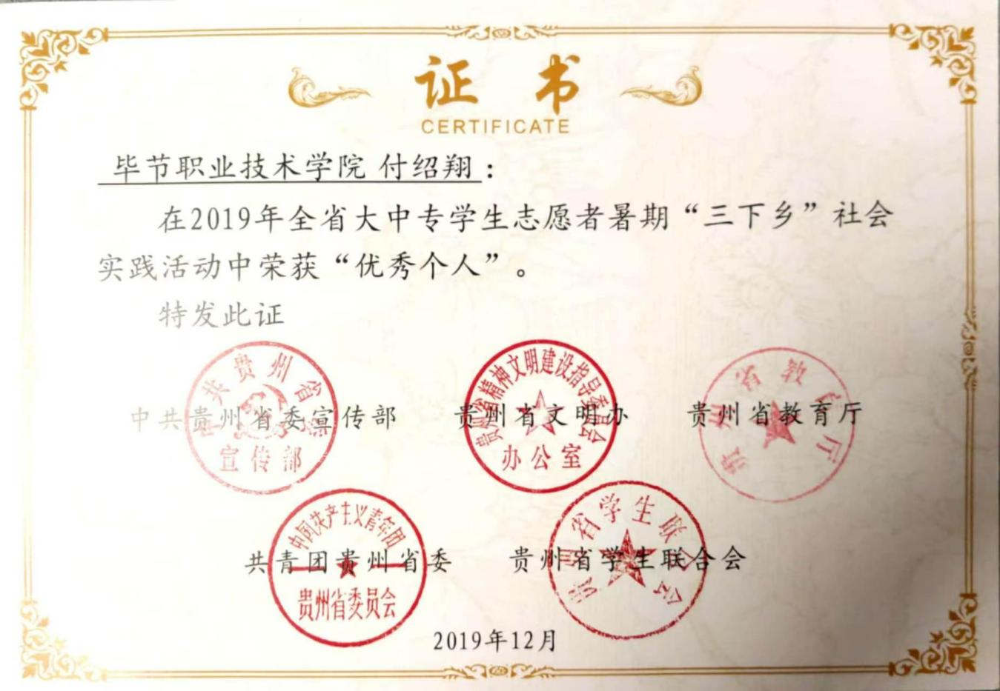 证书
CERTIFICATE
毕节职业技术学院 付绍翔：
在2019年全省大中专学生志愿者暑期“三下乡”社会
实践活动中荣获“优秀个人”。
特发此证
中共贵州省委宣传部 贵州省文明办 贵州省教育厅
中共贵州省委
宣传部
贵州省精神文明建设指导委员会
办公室
贵州省教育厅
共青团贵州省委 贵州省学生联合会
中国共产主义青年团
贵州省委员会
贵州省学生联合会
2019年12月